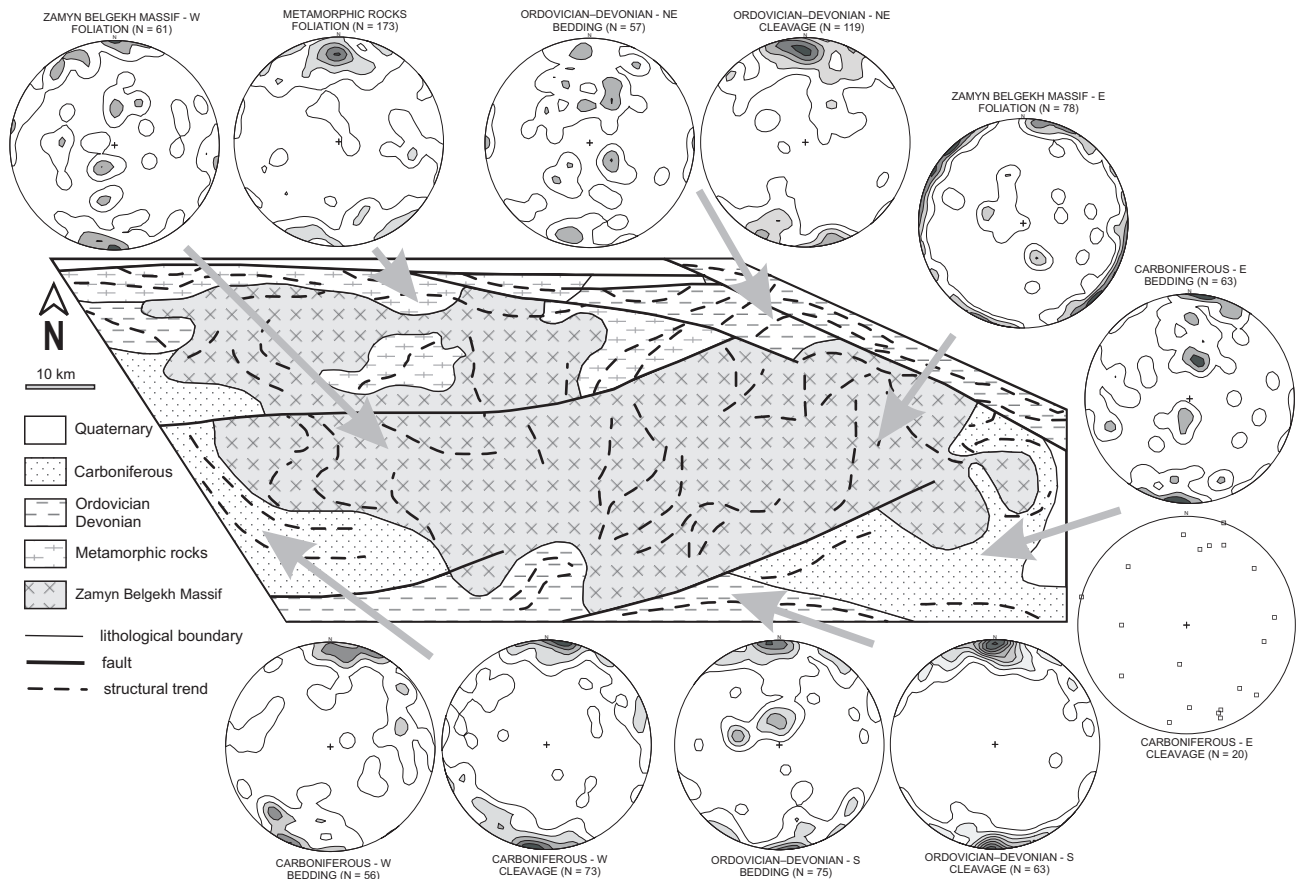 ZAMYN BELGEKH MASSIF - W
FOLIATION (N = 61)
N
METAMORPHIC ROCKS
FOLIATION (N = 173)
N
ORDOVICIAN–DEVONIAN - NE
BEDDING (N = 57)
N
ORDOVICIAN–DEVONIAN - NE
CLEAVAGE (N = 119)
N
ZAMYN BELGEKH MASSIF - E
FOLIATION (N = 78)
N
CARBONIFEROUS - E
BEDDING (N = 63)
N
N
10 km
Quaternary
Carboniferous
Ordovician
Devonian
Metamorphic rocks
Zamyn Belgekh Massif
lithological boundary
fault
structural trend
N
CARBONIFEROUS - E
CLEAVAGE (N = 20)
N
CARBONIFEROUS - W
BEDDING (N = 56)
N
CARBONIFEROUS - W
CLEAVAGE (N = 73)
N
ORDOVICIAN–DEVONIAN - S
BEDDING (N = 75)
N
ORDOVICIAN–DEVONIAN - S
CLEAVAGE (N = 63)